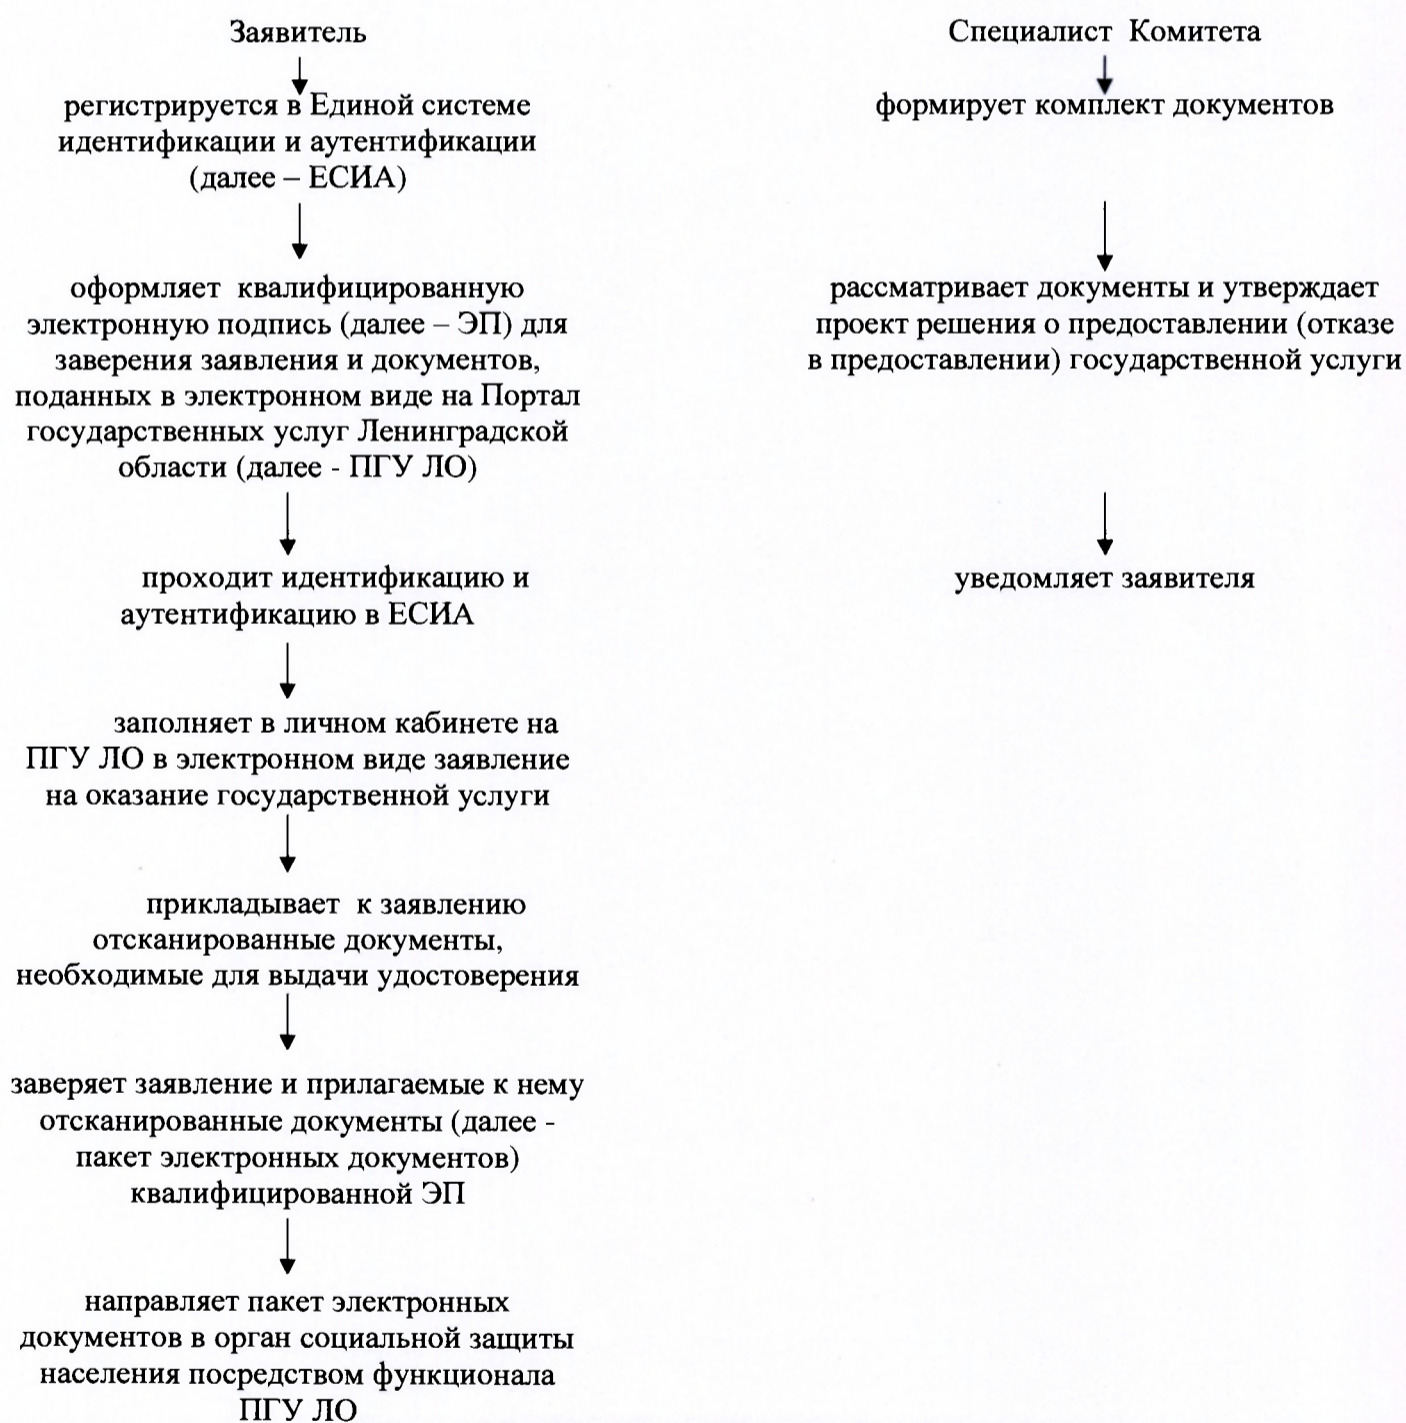 Заявитель
регистрируется в Единой системе
идентификации и аутентификации
(далее – ЕСИА)
оформляет квалифицированную
электронную подпись (далее – ЭП) для
заверения заявления и документов,
поданных в электронном виде на Портал
государственных услуг Ленинградской
области (далее - ПГУ ЛО)
проходит идентификацию и
аутентификацию в ЕСИА
заполняет в личном кабинете на
ПГУ ЛО в электронном виде заявление
на оказание государственной услуги
прикладывает к заявлению
отсканированные документы,
необходимые для выдачи удостоверения
заверяет заявление и прилагаемые к нему
отсканированные документы (далее -
пакет электронных документов)
квалифицированной ЭП
направляет пакет электронных
документов в орган социальной защиты
населения посредством функционала
ПГУ ЛО
Специалист Комитета
формирует комплект документов
рассматривает документы и утверждает
проект решения о предоставлении (отказе
в предоставлении) государственной услуги
уведомляет заявителя